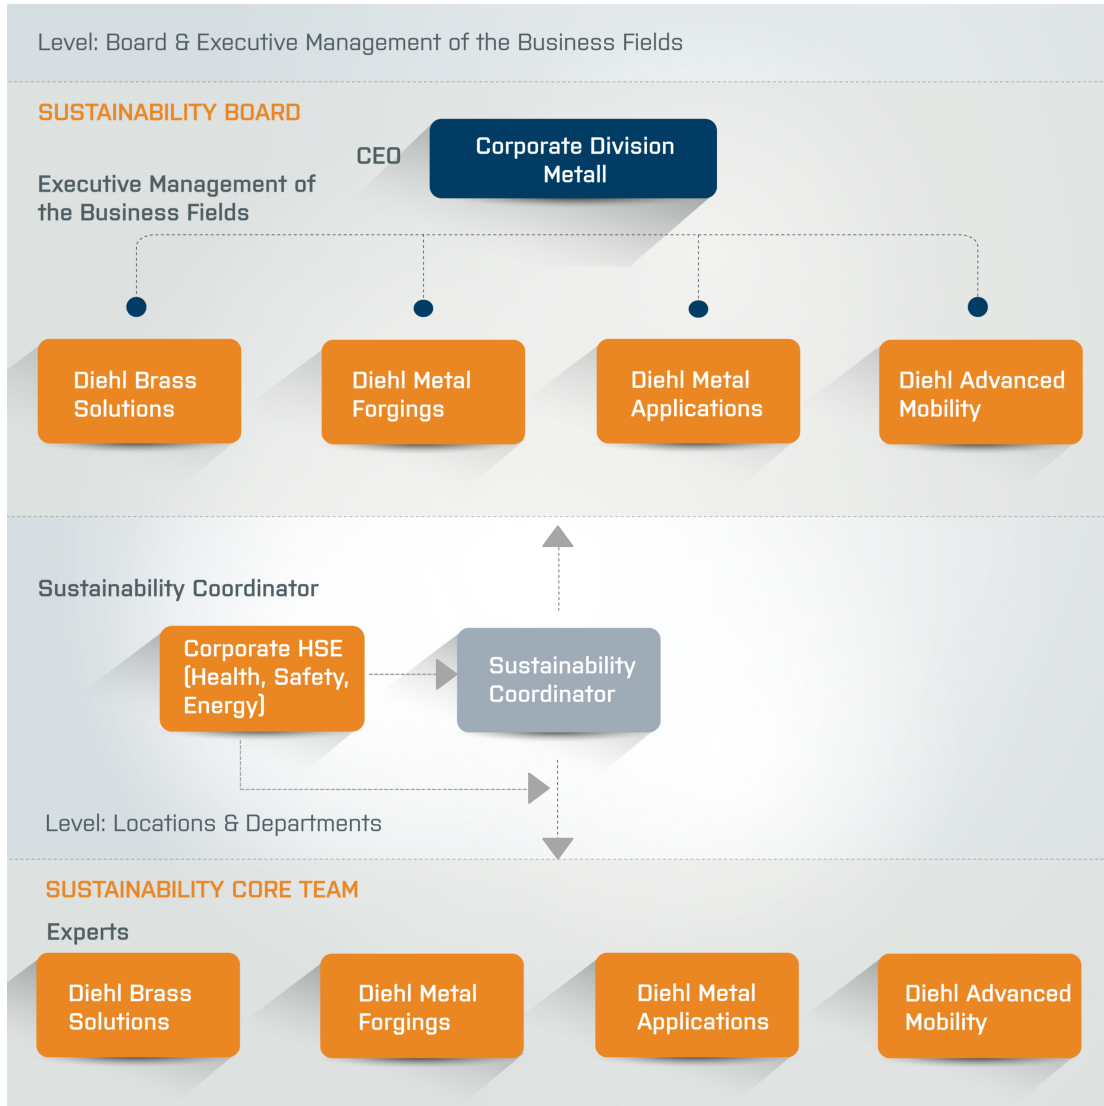 Level: Board & Executive Management of the Business Fields
SUSTAINABILITY BOARD
CEO
Corporate Division
Metall
Executive Management of
the Business Fields
Diehl Brass
Solutions
Diehl Metal
Forgings
Diehl Metal
Applications
Diehl Advanced
Mobility
Sustainability Coordinator
Corporate HSE
(Health, Safety,
Energy)
Sustainability
Coordinator
Level: Locations & Departments
SUSTAINABILITY CORE TEAM
Experts
Diehl Brass
Solutions
Diehl Metal
Forgings
Diehl Metal
Applications
Diehl Advanced
Mobility